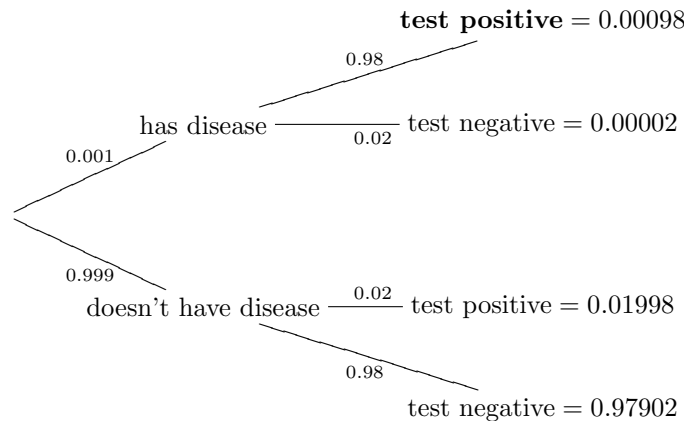 test positive = 0.00098
0.98
has disease
test negative = 0.00002
0.02
0.001
0.999
0.02
doesn't have disease
test positive = 0.01998
0.98
test negative = 0.97902